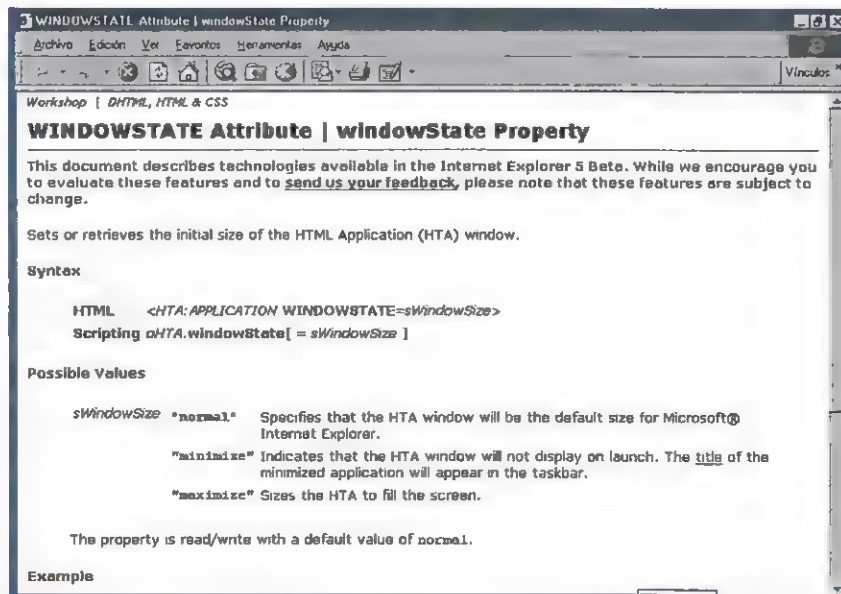 WINDOWSTATE Attribute | windowState Property
Archivo Edición Ver Favoritos Herramientas Ayuda
Vínculos
Workshop | DHTML, HTML & CSS
WINDOWSTATE Attribute | windowState Property
This document describes technologies available in the Internet Explorer 5 Beta. While we encourage you
to evaluate these features and to send us your feedback, please note that these features are subject to
change.
Sets or retrieves the initial size of the HTML Application (HTA) window.
Syntax
HTML <HTA:APPLICATION WINDOWSTATE=sWindowSize>
Scripting oHTA.windowState[ = sWindowSize ]
Possible Values
sWindowSize "normal" Specifies that the HTA window will be the default size for Microsoft®
Internet Explorer.
"minimize" Indicates that the HTA window will not display on launch. The title of the
minimized application will appear in the taskbar.
"maximize" Sizes the HTA to fill the screen.
The property is read/write with a default value of normal.
Example